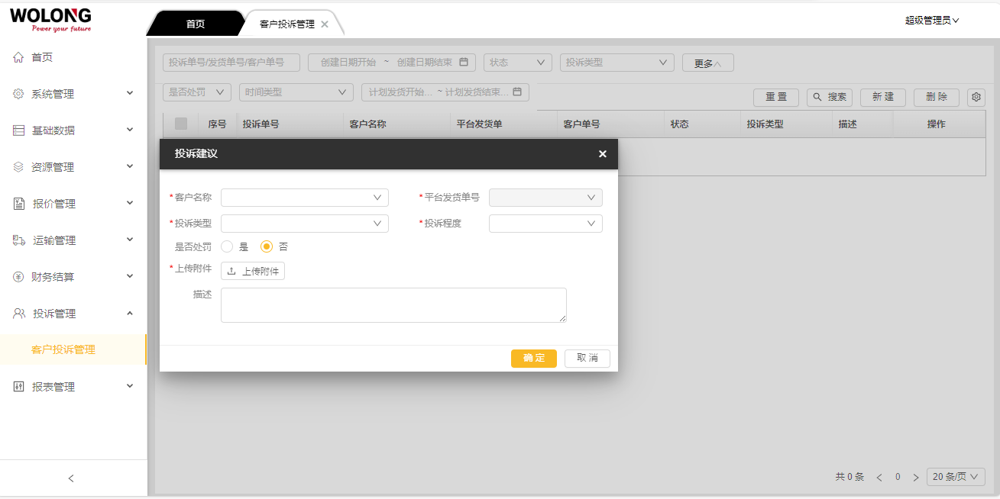 WOLONG
Power your future
首页
客户投诉管理
超级管理员
首页
系统管理
基础数据
资源管理
报价管理
运输管理
财务结算
投诉管理
客户投诉管理
报表管理
投诉单号/发货单号/客户单号
创建日期开始 ~ 创建日期结束
状态
投诉类型
更多
是否处罚
时间类型
计划发货开始... ~ 计划发货结束...
重置
搜索
新建
删除
序号 投诉单号 客户名称 平台发货单 客户单号 状态 投诉类型 描述 操作
投诉建议
*客户名称
*平台发货单号
*投诉类型
*投诉程度
是否处罚 是 否
*上传附件 上传附件
描述
确定 取消
共 0 条 < 0 > 20 条/页